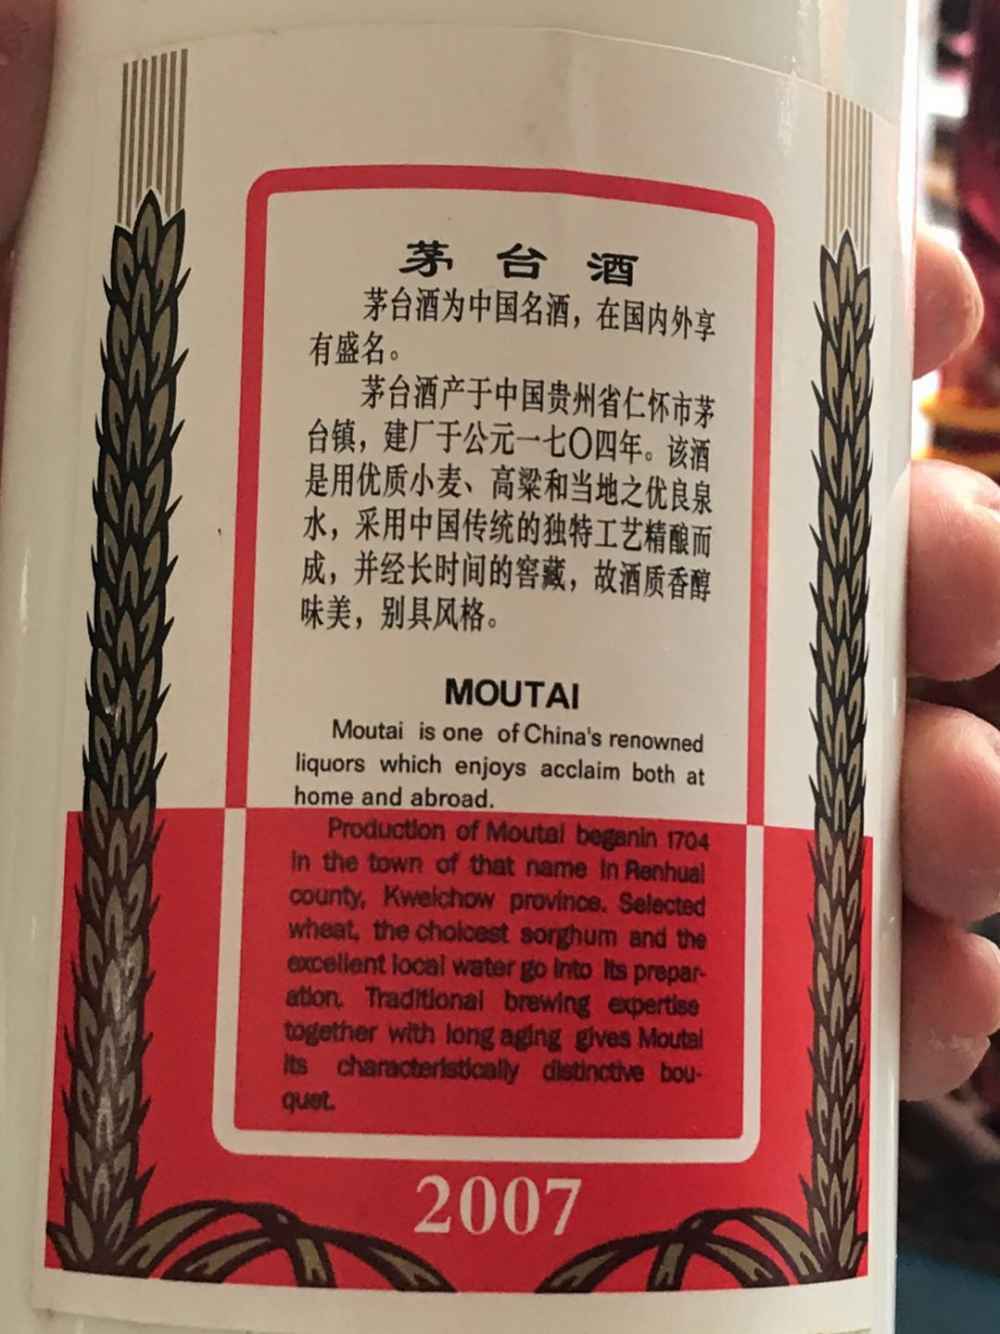 茅台酒
茅台酒为中国名酒，在国内外享
有盛名。
茅台酒产于中国贵州省仁怀市茅
台镇，建厂于公元一七〇四年。该酒
是用优质小麦、高粱和当地之优良泉
水，采用中国传统的独特工艺精酿而
成，并经长时间的窖藏，故酒质香醇
味美，别具风格。
MOUTAI
Moutai is one of China's renowned
liquors which enjoys acclaim both at
home and abroad.
Production of Moutai beganin 1704
in the town of that name in Renhuai
county, Kweichow province. Selected
wheat, the choicest sorghum and the
excellent local water go into its prepar-
ation. Traditional brewing expertise
together with long aging gives Moutai
its characteristically distinctive bou-
quet.
2007